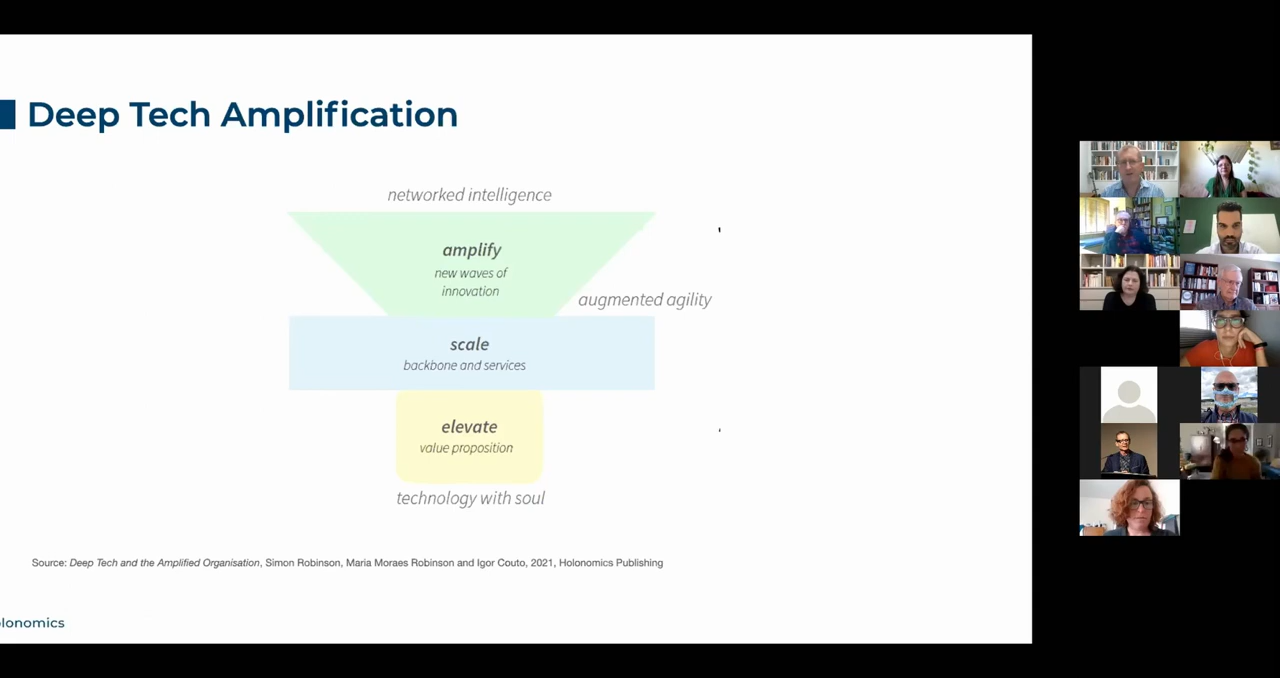 Deep Tech Amplification
networked intelligence
amplify
new waves of
innovation
augmented agility
scale
backbone and services
elevate
value proposition
technology with soul
Source: Deep Tech and the Amplified Organisation, Simon Robinson, Maria Moraes Robinson and Igor Couto, 2021, Holonomics Publishing
olonomics